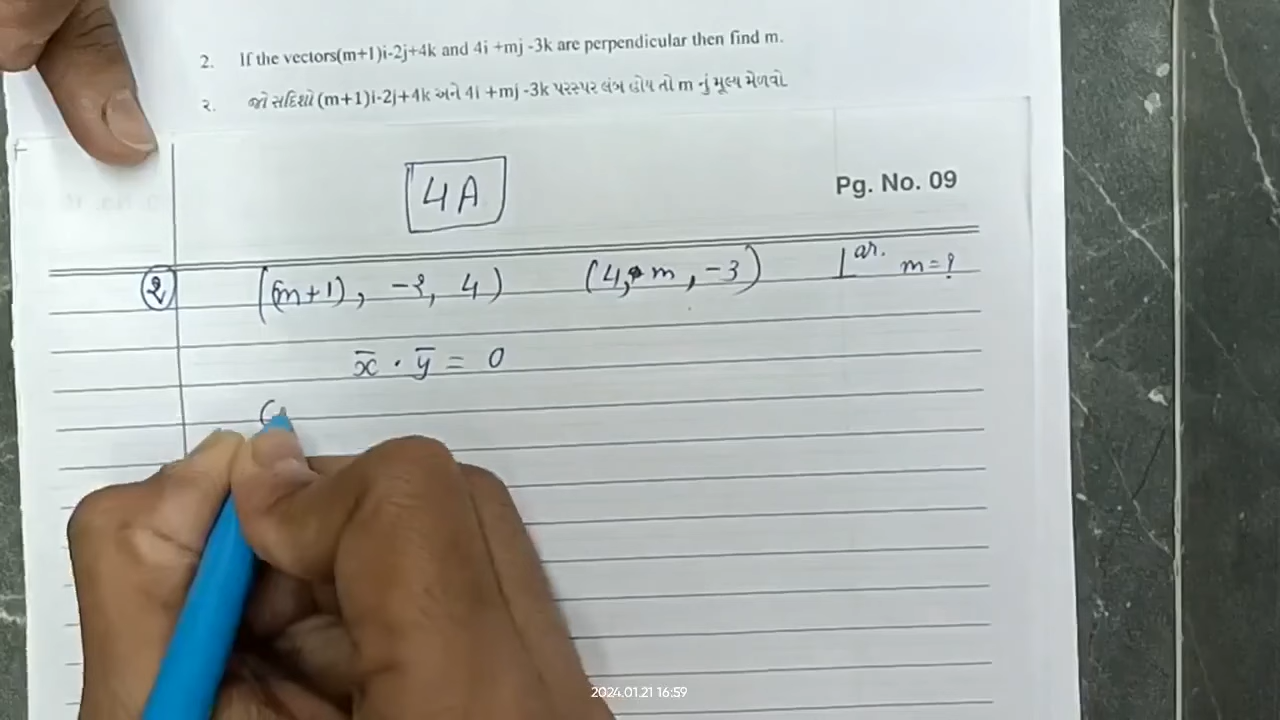 2. If the vectors(m+1)i-2j+4k and 4i +mj -3k are perpendicular then find m.
૨. જો સદિશો (m+1)i-2j+4k અને 4i +mj -3k પરસ્પર લંબ હોય તો m નું મૂલ્ય મેળવો
4A
Pg. No. 09
(2) ((m+1), -2, 4) (4, m, -3) Lar. m=?
x̄ · ȳ = 0
(
2024.01.21 16:59